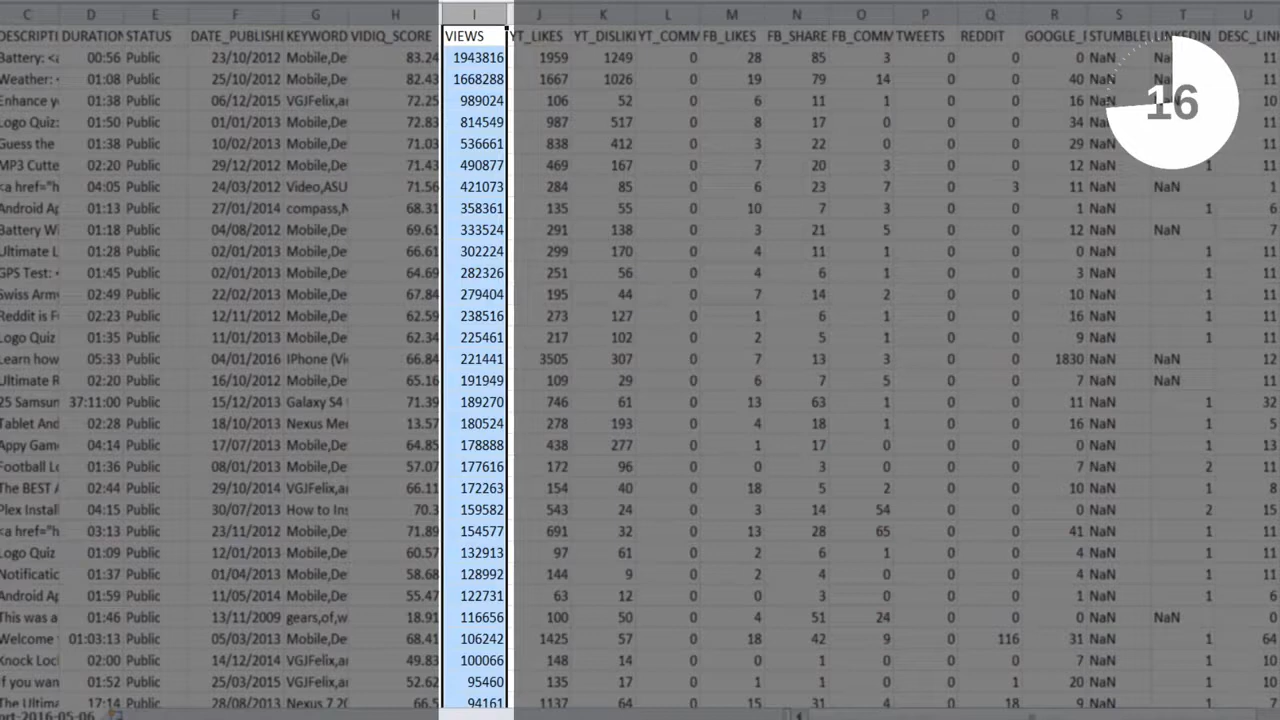 C D E F G H I J K L M N O P Q R S T U
DESCRIPTI DURATION STATUS DATE_PUBLISHI KEYWORD VIDIQ_SCORE VIEWS YT_LIKES YT_DISLIKI YT_COMM FB_LIKES FB_SHARE FB_COMM TWEETS REDDIT GOOGLE_F STUMBLEU LINKEDIN DESC_LINK
Battery: <a 00:56 Public 23/10/2012 Mobile,De 83.24 1943816 1959 1249 0 28 85 3 0 0 0 NaN 11
Weather: < 02:08 Public 25/10/2012 Mobile,De 82.43 1668288 1667 1026 0 19 79 14 0 0 40 NaN 11
Enhance y 01:38 Public 06/12/2015 VGJFelix,ar 72.25 989024 106 52 0 6 11 1 0 0 16 NaN 10
Logo Quiz: 01:50 Public 01/01/2013 Mobile,De 72.83 814549 987 517 0 8 17 0 0 0 34 NaN 11
Guess the 01:38 Public 10/02/2013 Mobile,De 71.03 536661 838 412 0 3 22 0 0 0 29 NaN 11
MP3 Cutte 02:20 Public 29/12/2012 Mobile,De 71.43 490877 469 167 0 7 20 3 0 0 12 NaN 1 11
<a href="h 04:05 Public 24/03/2012 Video,ASU 71.56 421073 284 85 0 6 23 7 0 3 11 NaN NaN 1
Android Ap 01:13 Public 27/01/2014 compass,N 68.31 358361 135 55 0 10 7 3 0 0 1 NaN 1 6
Battery Wi 01:18 Public 04/08/2012 Mobile,De 69.61 333524 291 138 0 3 21 5 0 0 12 NaN NaN 7
Ultimate L 01:28 Public 02/01/2013 Mobile,De 66.61 302224 299 170 0 4 11 1 0 0 0 NaN 1 11
GPS Test: < 01:45 Public 02/01/2013 Mobile,De 64.69 282326 251 56 0 4 6 1 0 0 3 NaN 1 11
Swiss Army 02:49 Public 22/02/2013 Mobile,De 67.84 279404 195 44 0 7 14 2 0 0 10 NaN 1 11
Reddit is F 02:23 Public 12/11/2012 Mobile,De 62.59 238516 273 127 0 1 6 1 0 0 16 NaN 1 11
Logo Quiz 01:35 Public 11/01/2013 Mobile,De 62.34 225461 217 102 0 2 5 1 0 0 9 NaN 1 11
Learn how 05:33 Public 04/01/2016 IPhone (Vi 66.84 221441 3505 307 0 7 13 3 0 0 1830 NaN NaN 12
Ultimate R 02:20 Public 16/10/2012 Mobile,De 65.16 191949 109 29 0 6 7 5 0 0 7 NaN NaN 11
25 Samsun 37:11:00 Public 15/12/2013 Galaxy S4 71.39 189270 746 61 0 13 63 1 0 0 11 NaN 1 32
Tablet And 02:28 Public 18/10/2013 Nexus Me 13.57 180524 278 193 0 4 18 1 0 0 16 NaN 1 5
Appy Gam 04:14 Public 17/07/2013 Mobile,De 64.85 178888 438 277 0 1 17 0 0 0 0 NaN 1 13
Football Lo 01:36 Public 08/01/2013 Mobile,De 57.07 177616 172 96 0 0 3 0 0 0 7 NaN 2 11
The BEST A 02:44 Public 29/10/2014 VGJFelix,ar 66.11 172263 154 40 0 18 5 2 0 0 10 NaN 1 8
Plex Install 04:15 Public 30/07/2013 How to Ins 70.3 159582 543 24 0 3 14 54 0 0 0 NaN 2 15
<a href="h 03:13 Public 23/11/2012 Mobile,De 71.89 154577 691 32 0 13 28 65 0 0 41 NaN 1 11
Logo Quiz 01:09 Public 12/01/2013 Mobile,De 60.57 132913 97 61 0 2 6 1 0 0 4 NaN 1 11
Notificatio 01:37 Public 01/04/2013 Mobile,De 58.68 128992 144 9 0 2 4 0 0 0 4 NaN 1 11
Android Ap 01:59 Public 11/05/2014 Mobile,De 55.47 122731 63 12 0 0 3 0 0 0 1 NaN 1 6
This was a 01:46 Public 13/11/2009 gears,of,w 18.91 116656 100 50 0 4 51 24 0 0 0 NaN NaN 0
Welcome 01:03:13 Public 05/03/2013 Mobile,De 68.41 106242 1425 57 0 18 42 9 0 116 31 NaN 1 64
Knock Loc 02:00 Public 14/12/2014 VGJFelix,ar 49.83 100066 148 14 0 0 1 0 0 0 7 NaN 1 10
If you wan 01:52 Public 25/03/2015 VGJFelix,ar 52.62 95460 135 17 0 1 1 0 0 1 20 NaN 1 10
The Ultima 17:14 Public 28/08/2013 Nexus 7 20 66.5 94161 1137 64 0 15 31 4 0 18 9 NaN 1 7
ort-2016-05-06
16